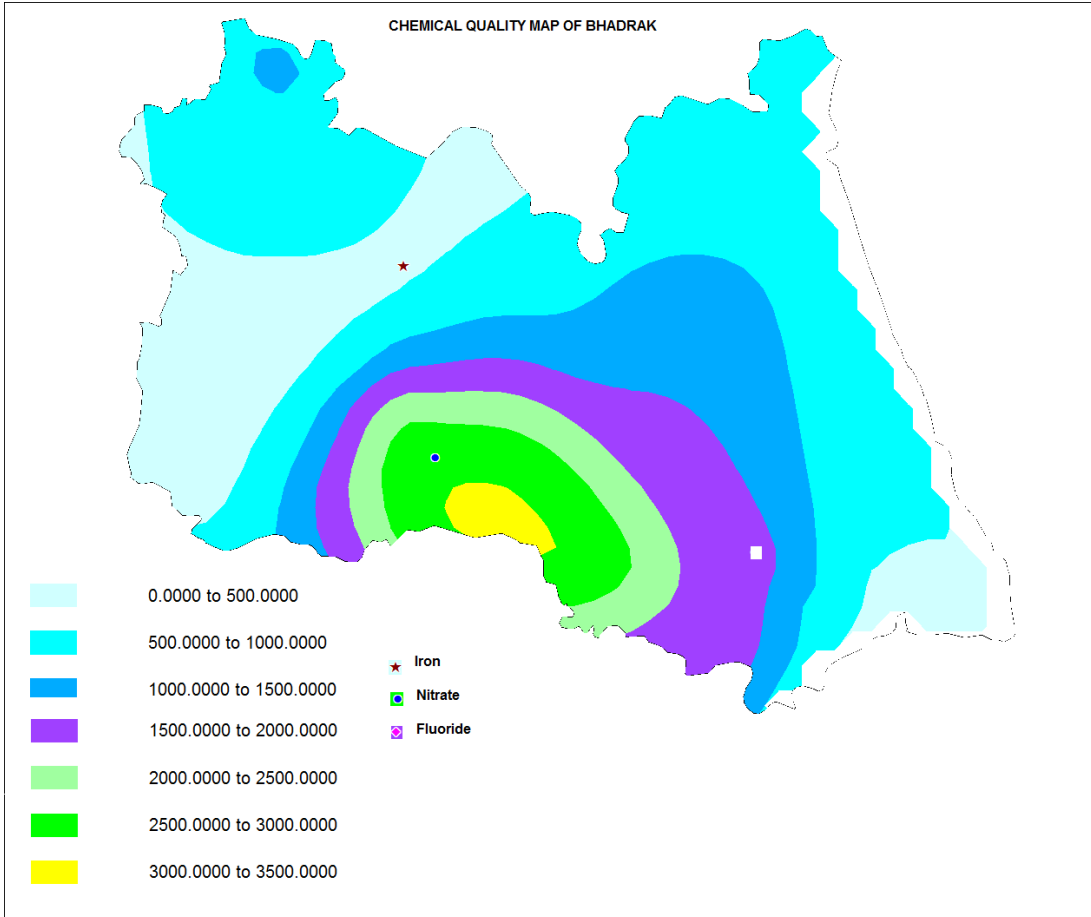 CHEMICAL QUALITY MAP OF BHADRAK
0.0000 to 500.0000
500.0000 to 1000.0000
1000.0000 to 1500.0000
1500.0000 to 2000.0000
2000.0000 to 2500.0000
2500.0000 to 3000.0000
3000.0000 to 3500.0000
Iron
Nitrate
Fluoride